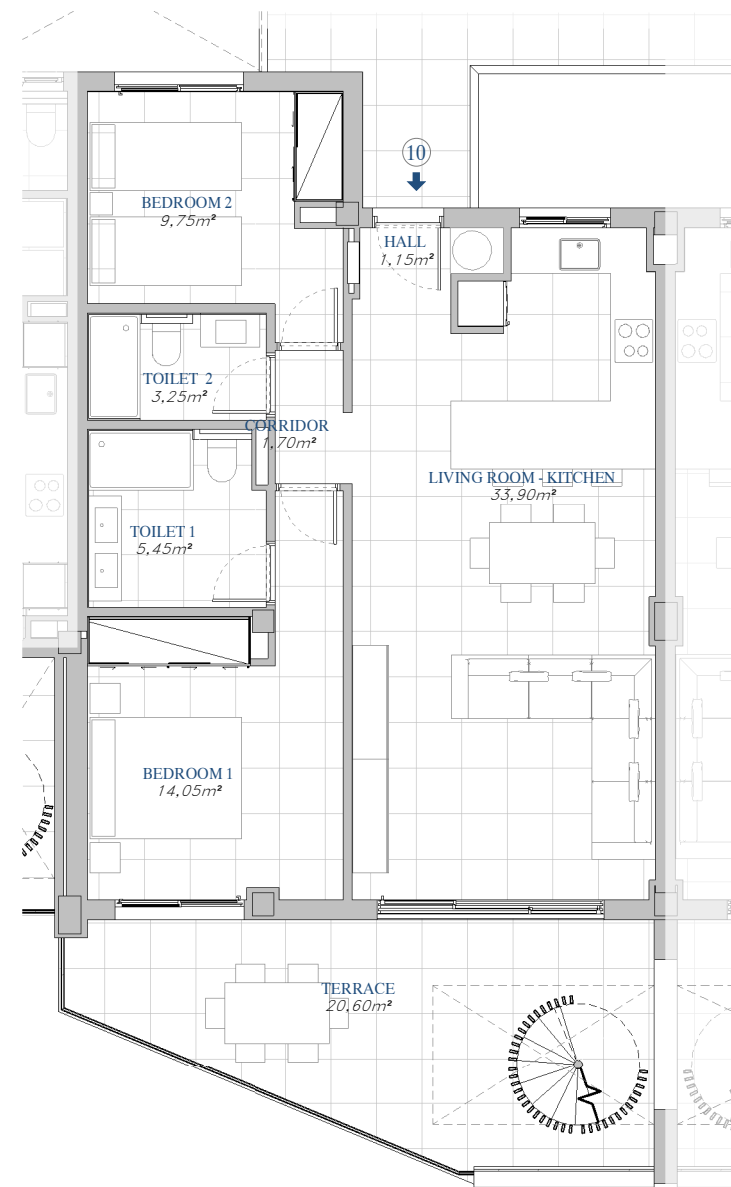 10
BEDROOM 2
9,75m²
HALL
1,15m²
TOILET 2
3,25m²
CORRIDOR
1,70m²
LIVING ROOM - KITCHEN
33,90m²
TOILET 1
5,45m²
BEDROOM 1
14,05m²
TERRACE
20,60m²